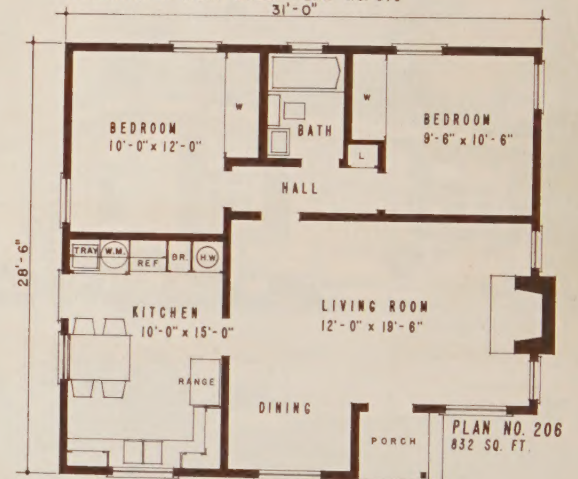 31'-0"
28'-6"
BEDROOM
10'-0" x 12'-0"
W
BATH
W
L
BEDROOM
9'-6" x 10'-6"
HALL
TRAY
W.M.
REF
BR.
H.W
KITCHEN
10'-0" x 15'-0"
RANGE
LIVING ROOM
12'-0" x 19'-6"
DINING
PORCH
PLAN NO. 206
832 SQ. FT.